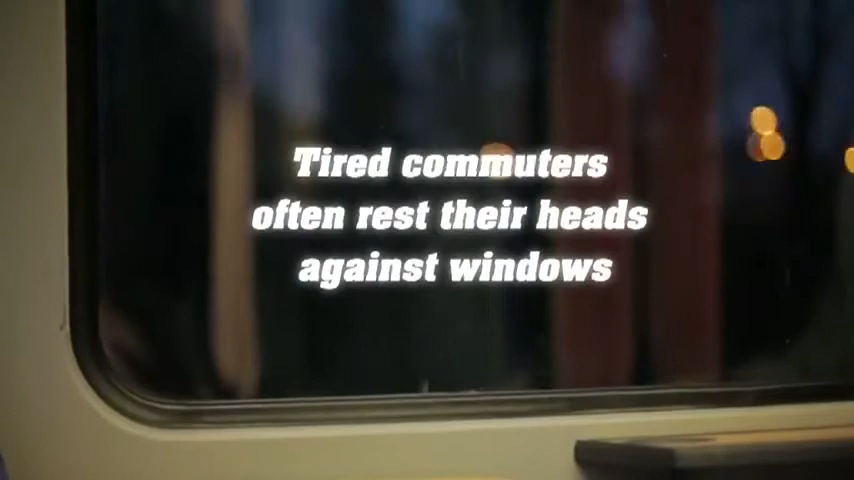 Tired commuters
often rest their heads
against windows